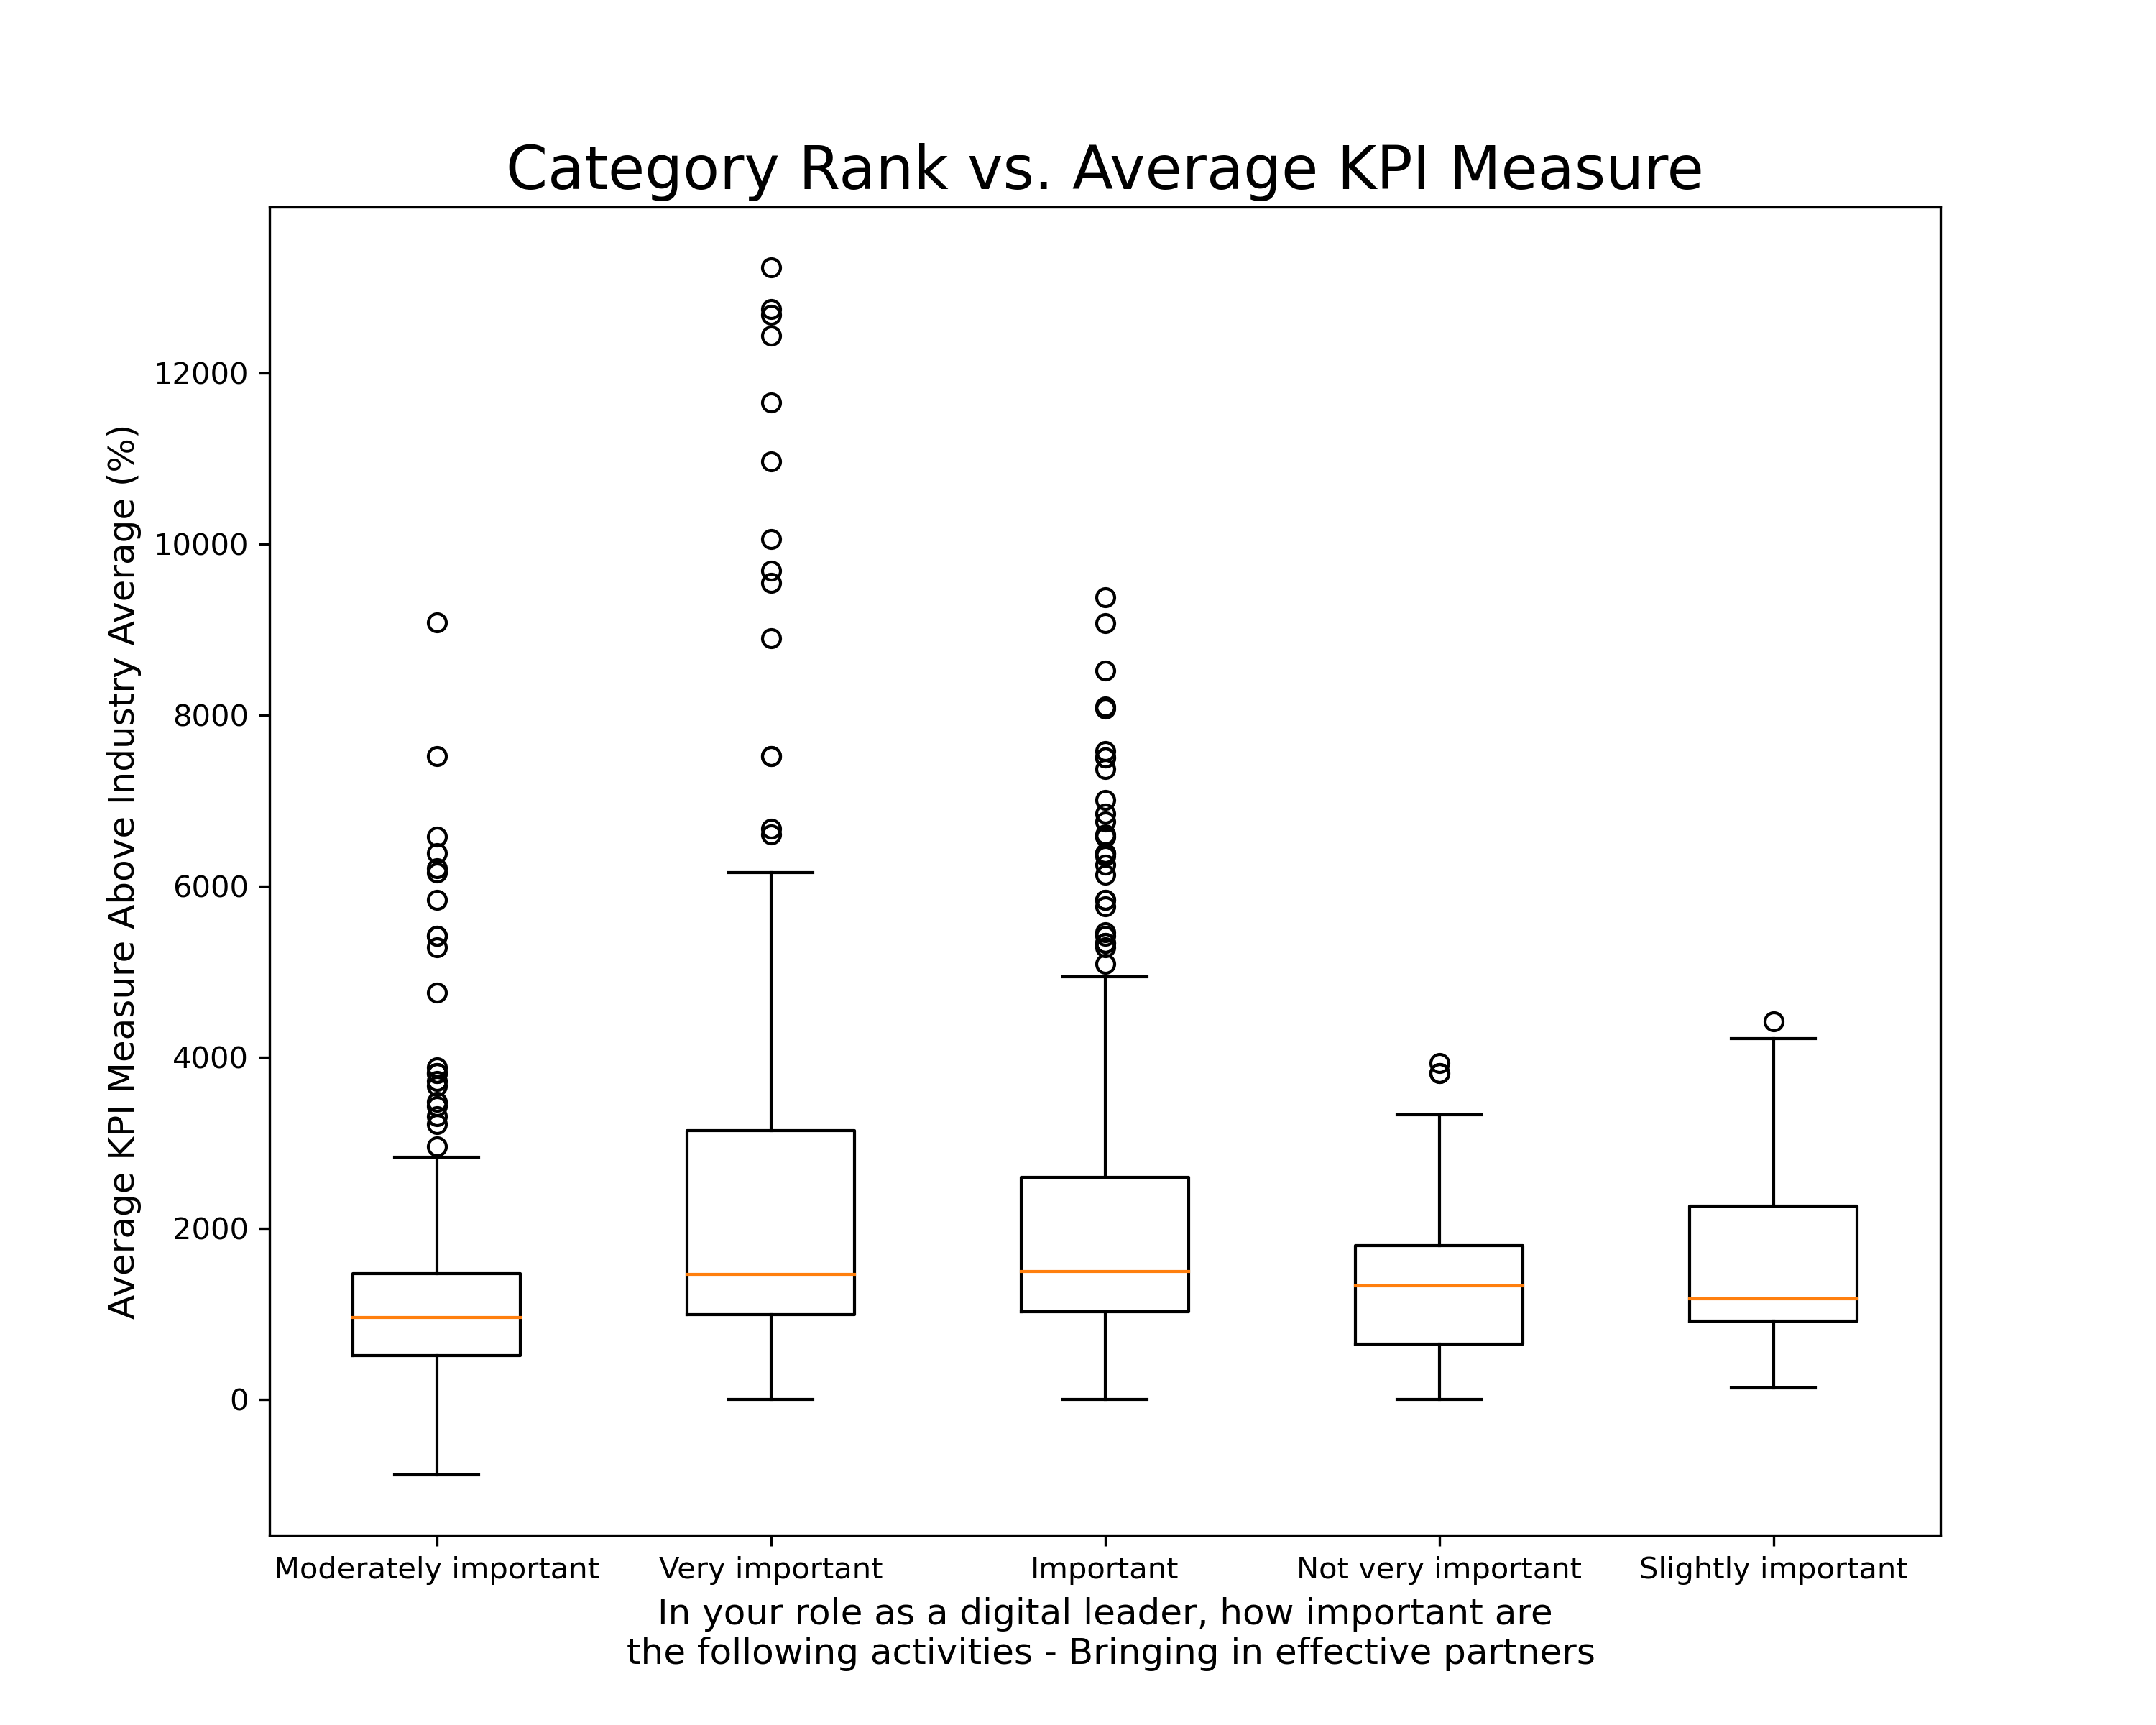 Category Rank vs. Average KPI Measure
Average KPI Measure Above Industry Average (%)
12000
10000
8000
6000
4000
2000
0
Moderately important
Very important
Important
Not very important
Slightly important
In your role as a digital leader, how important are
the following activities - Bringing in effective partners